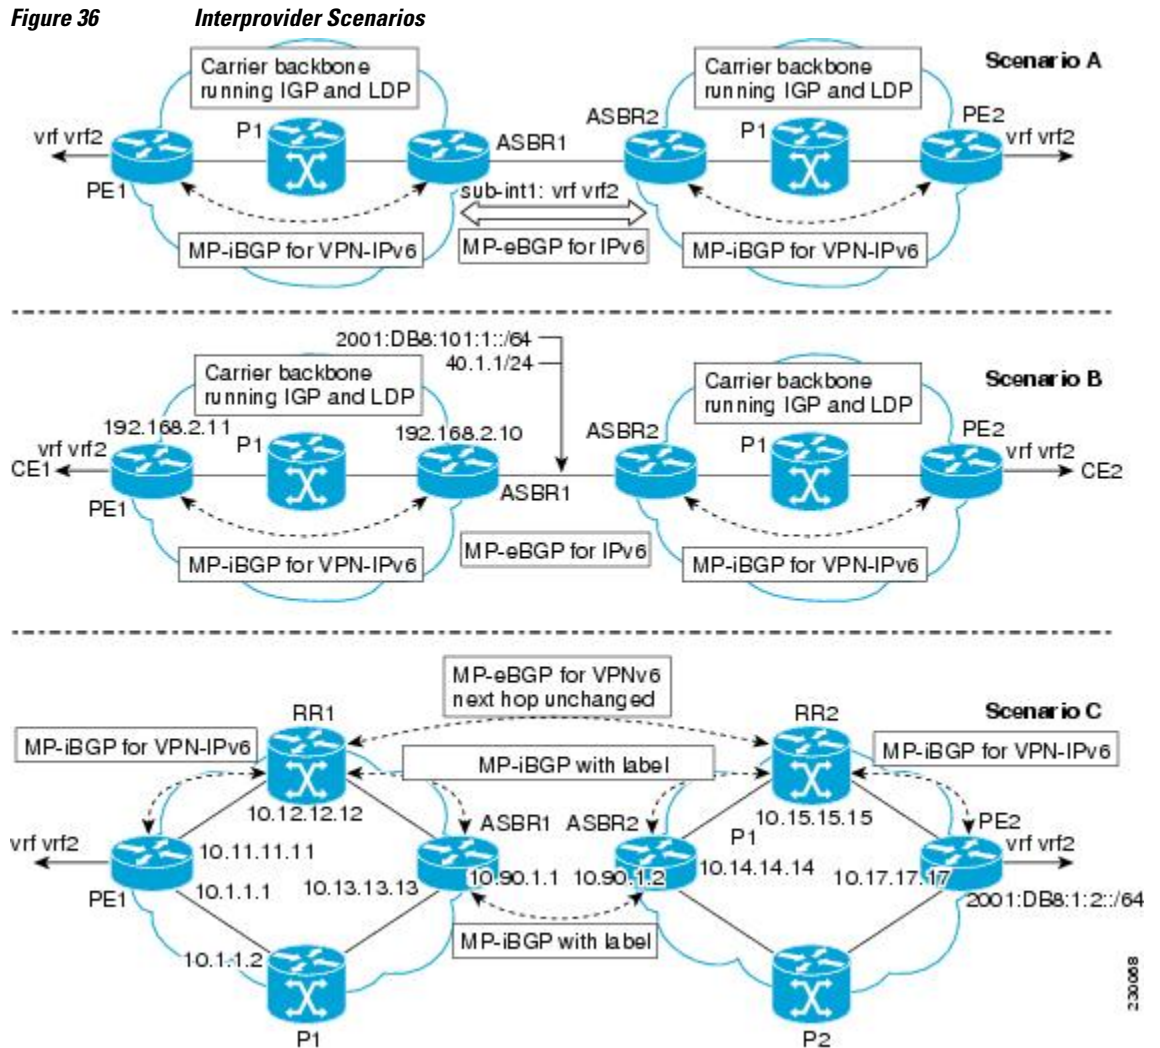 Figure 36 Interprovider Scenarios
Scenario A
Carrier backbone
running IGP and LDP
Carrier backbone
running IGP and LDP
vrf vrf2
PE1
P1
ASBR1
ASBR2
P1
PE2
vrf vrf2
sub-int1: vrf vrf2
MP-iBGP for VPN-IPv6
MP-eBGP for IPv6
MP-iBGP for VPN-IPv6
2001:DB8:101:1::/64
40.1.1/24
Scenario B
Carrier backbone
running IGP and LDP
Carrier backbone
running IGP and LDP
192.168.2.11
192.168.2.10
vrf vrf2
CE1
PE1
P1
ASBR1
ASBR2
P1
PE2
vrf vrf2
CE2
MP-iBGP for VPN-IPv6
MP-eBGP for IPv6
MP-iBGP for VPN-IPv6
MP-eBGP for VPNv6
next hop unchanged
Scenario C
RR1
RR2
MP-iBGP for VPN-IPv6
MP-iBGP with label
MP-iBGP for VPN-IPv6
10.12.12.12
10.15.15.15
ASBR1
ASBR2
P1
PE2
vrf vrf2
vrf vrf2
PE1
10.11.11.11
10.1.1.1
10.13.13.13
10.90.1.1
10.90.1.2
10.14.14.14
10.17.17.17
2001:DB8:1:2::/64
MP-iBGP with label
10.1.1.2
P1
P2
230068